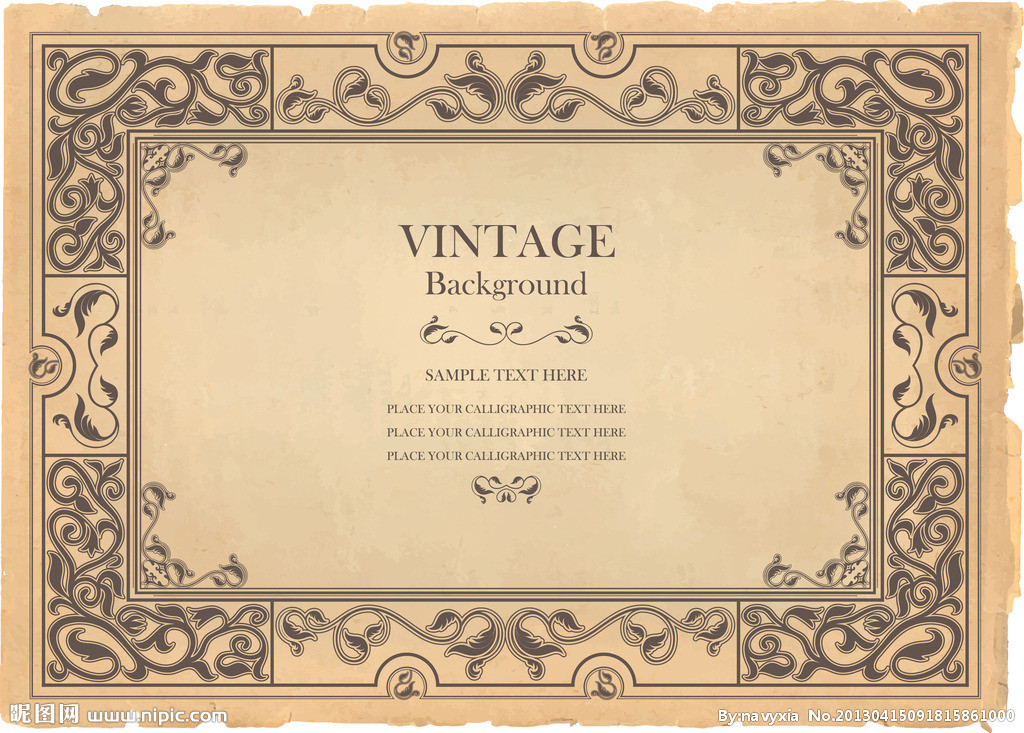 VINTAGE
Background
SAMPLE TEXT HERE
PLACE YOUR CALLIGRAPHIC TEXT HERE
PLACE YOUR CALLIGRAPHIC TEXT HERE
PLACE YOUR CALLIGRAPHIC TEXT HERE
昵图网 www.nipic.com
By:navyxia No.20130415091815861000